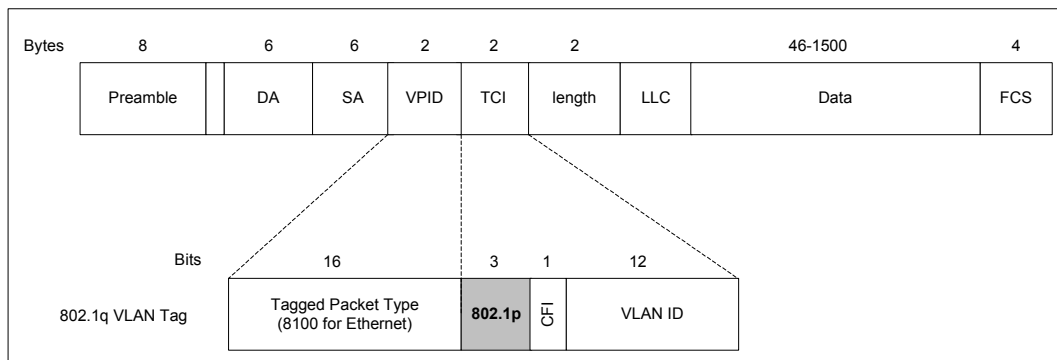 Bytes 8 6 6 2 2 2 46-1500 4
Preamble DA SA VPID TCI length LLC Data FCS
Bits 16 3 1 12
802.1q VLAN Tag
Tagged Packet Type
(8100 for Ethernet)
802.1p
CFI
VLAN ID